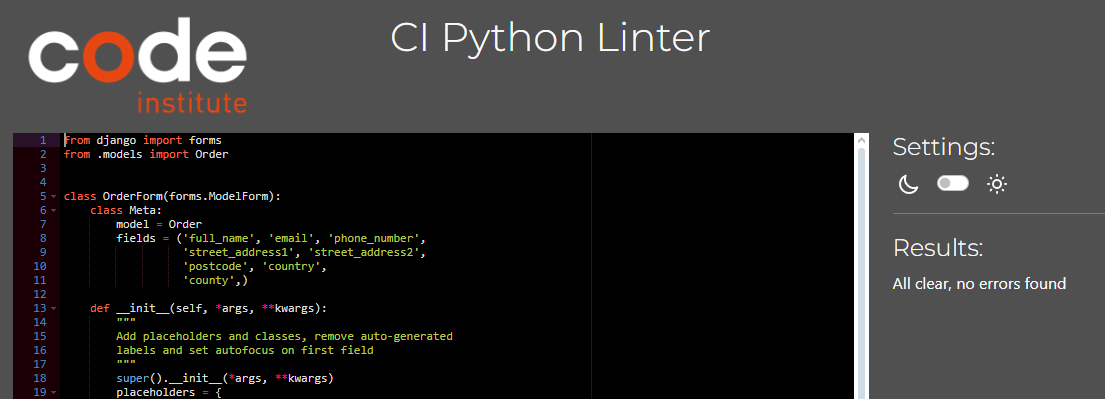 code
institute
CI Python Linter
1 from django import forms
2 from .models import Order
3
4
5 class OrderForm(forms.ModelForm):
6     class Meta:
7         model = Order
8         fields = ('full_name', 'email', 'phone_number',
9                   'street_address1', 'street_address2',
10                   'postcode', 'country',
11                   'county',)
12
13     def __init__(self, *args, **kwargs):
14         """
15         Add placeholders and classes, remove auto-generated
16         labels and set autofocus on first field
17         """
18         super().__init__(*args, **kwargs)
19         placeholders = {
Settings:
Results:
All clear, no errors found